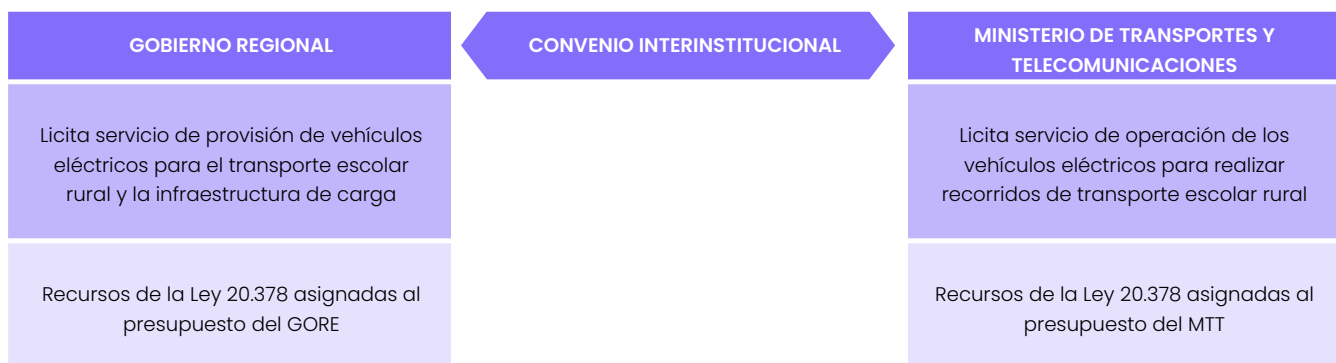 GOBIERNO REGIONAL
CONVENIO INTERINSTITUCIONAL
MINISTERIO DE TRANSPORTES Y
TELECOMUNICACIONES
Licita servicio de provisión de vehículos
eléctricos para el transporte escolar
rural y la infraestructura de carga
Licita servicio de operación de los
vehículos eléctricos para realizar
recorridos de transporte escolar rural
Recursos de la Ley 20.378 asignadas al
presupuesto del GORE
Recursos de la Ley 20.378 asignadas al
presupuesto del MTT